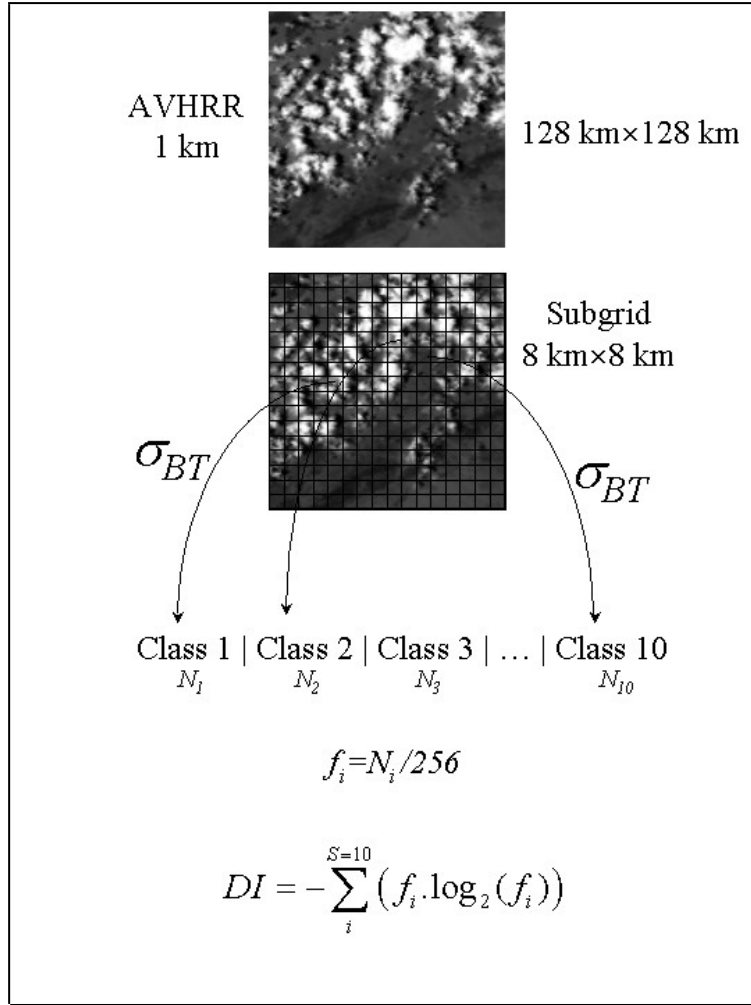 AVHRR
1 km
128 km×128 km
Subgrid
8 km×8 km
σBT
σBT
Class 1 | Class 2 | Class 3 | … | Class 10
N1 N2 N3 N10
fi=Ni/256
DI = -∑i^S=10 (fi.log2(fi))